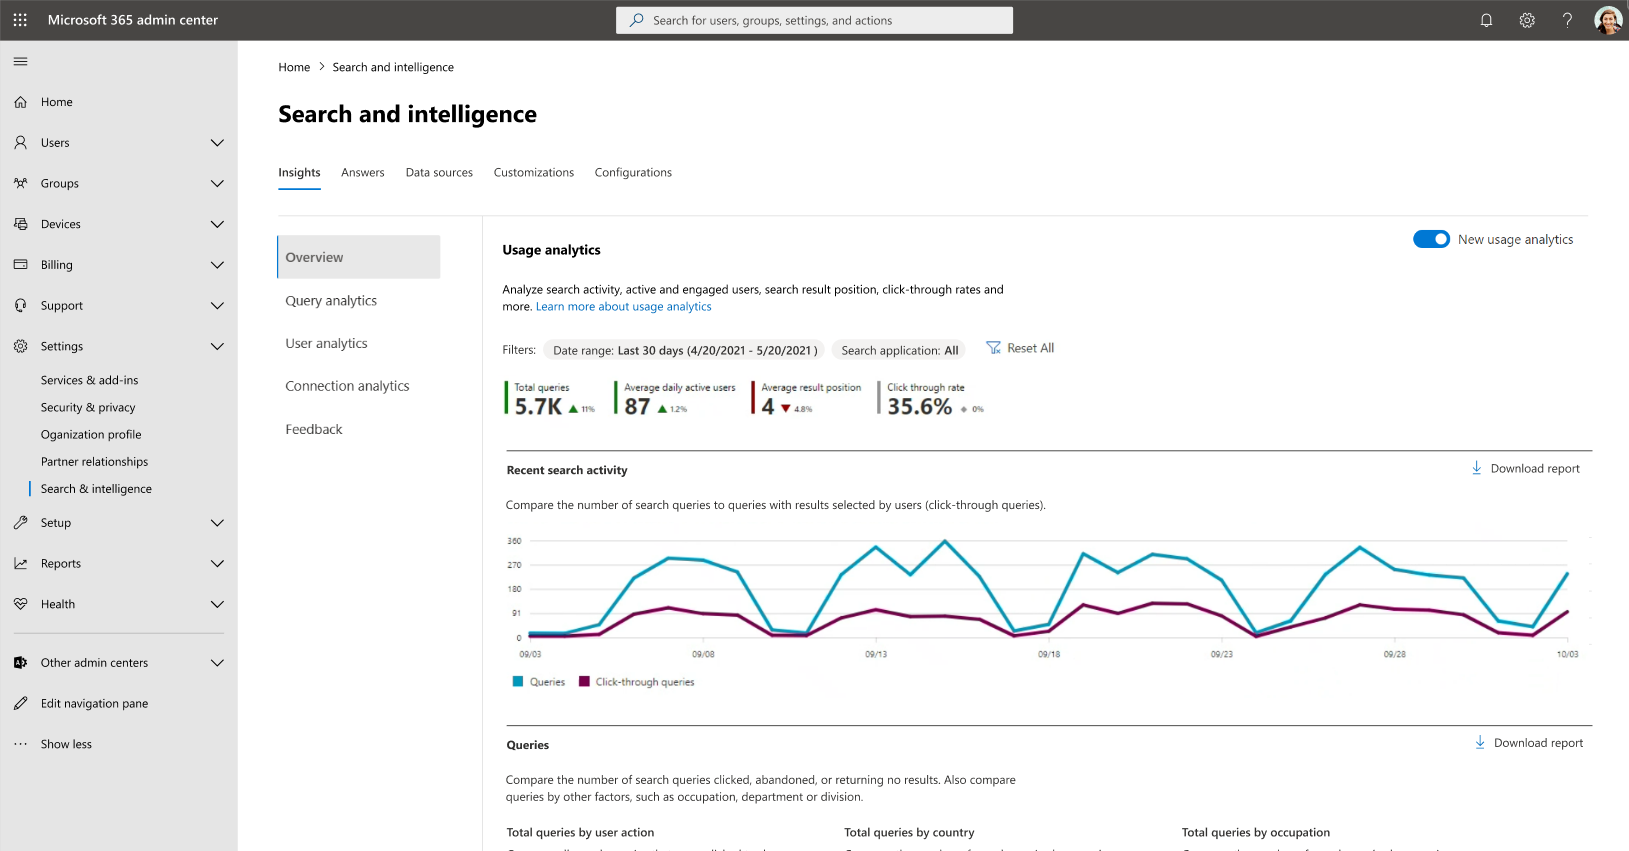 Microsoft 365 admin center
Search for users, groups, settings, and actions
Home
Users
Groups
Devices
Billing
Support
Settings
Services & add-ins
Security & privacy
Oganization profile
Partner relationships
Search & intelligence
Setup
Reports
Health
Other admin centers
Edit navigation pane
Show less
Home > Search and intelligence
Search and intelligence
Insights Answers Data sources Customizations Configurations
Overview
Query analytics
User analytics
Connection analytics
Feedback
Usage analytics
New usage analytics
Analyze search activity, active and engaged users, search result position, click-through rates and
more. Learn more about usage analytics
Filters: Date range: Last 30 days (4/20/2021 - 5/20/2021 ) Search application: All Reset All
Total queries Average daily active users Average result position Click through rate
5.7K 11% 87 1.2% 4 4.8% 35.6% 0%
Recent search activity
Download report
Compare the number of search queries to queries with results selected by users (click-through queries).
360
270
180
91
0
09/03 09/08 09/13 09/18 09/23 09/28 10/03
Queries Click-through queries
Queries
Download report
Compare the number of search queries clicked, abandoned, or returning no results. Also compare
queries by other factors, such as occupation, department or division.
Total queries by user action Total queries by country Total queries by occupation